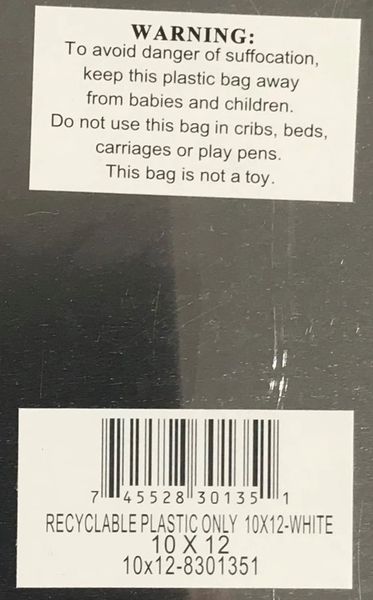 WARNING:
To avoid danger of suffocation,
keep this plastic bag away
from babies and children.
Do not use this bag in cribs, beds,
carriages or play pens.
This bag is not a toy.
7 45528 30135 1
RECYCLABLE PLASTIC ONLY 10X12-WHITE
10 X 12
10x12-8301351